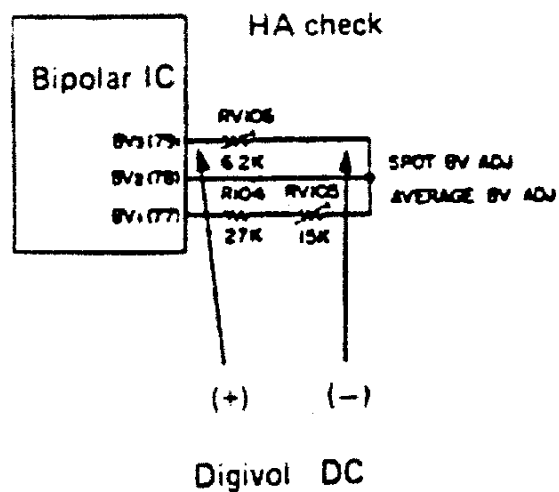 HA check
Bipolar IC
RV106
BV3 (79)
6.2K
SPOT BV ADJ
BV2 (78)
R104
RV105
AVERAGE BV ADJ
BV1 (77)
27K
15K
(+)
(−)
Digivol DC